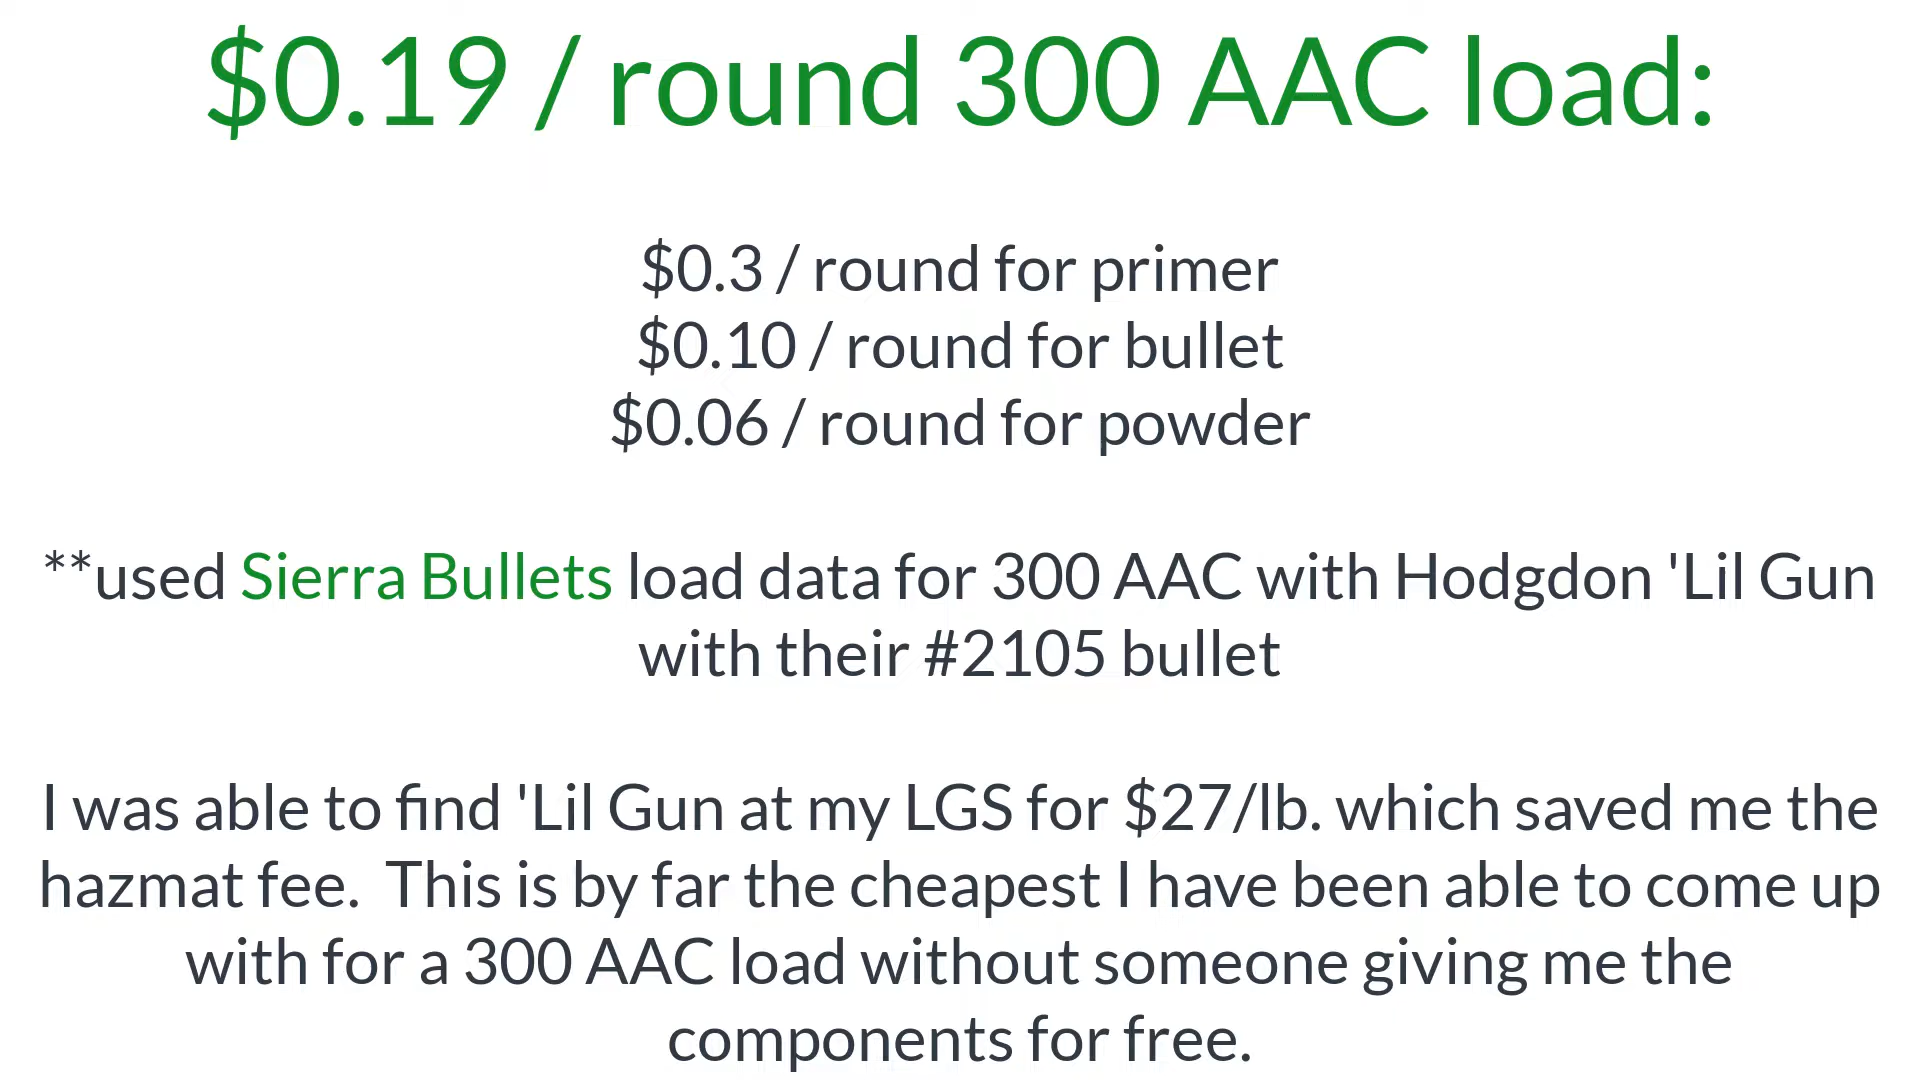 $0.19 / round 300 AAC load:
$0.3 / round for primer
$0.10 / round for bullet
$0.06 / round for powder
**used Sierra Bullets load data for 300 AAC with Hodgdon 'Lil Gun
with their #2105 bullet
I was able to find 'Lil Gun at my LGS for $27/lb. which saved me the
hazmat fee.  This is by far the cheapest I have been able to come up
with for a 300 AAC load without someone giving me the
components for free.